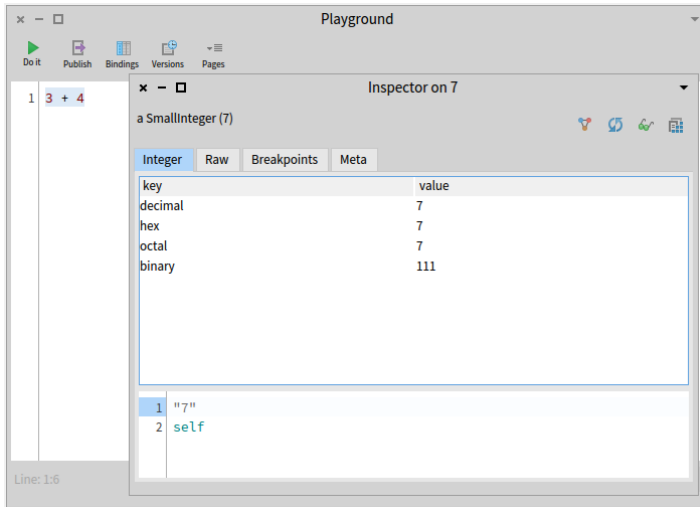 Playground
Do it Publish Bindings Versions Pages
1 3 + 4
Inspector on 7
a SmallInteger (7)
Integer Raw Breakpoints Meta
key value
decimal 7
hex 7
octal 7
binary 111
1 "7"
2 self
Line: 1:6